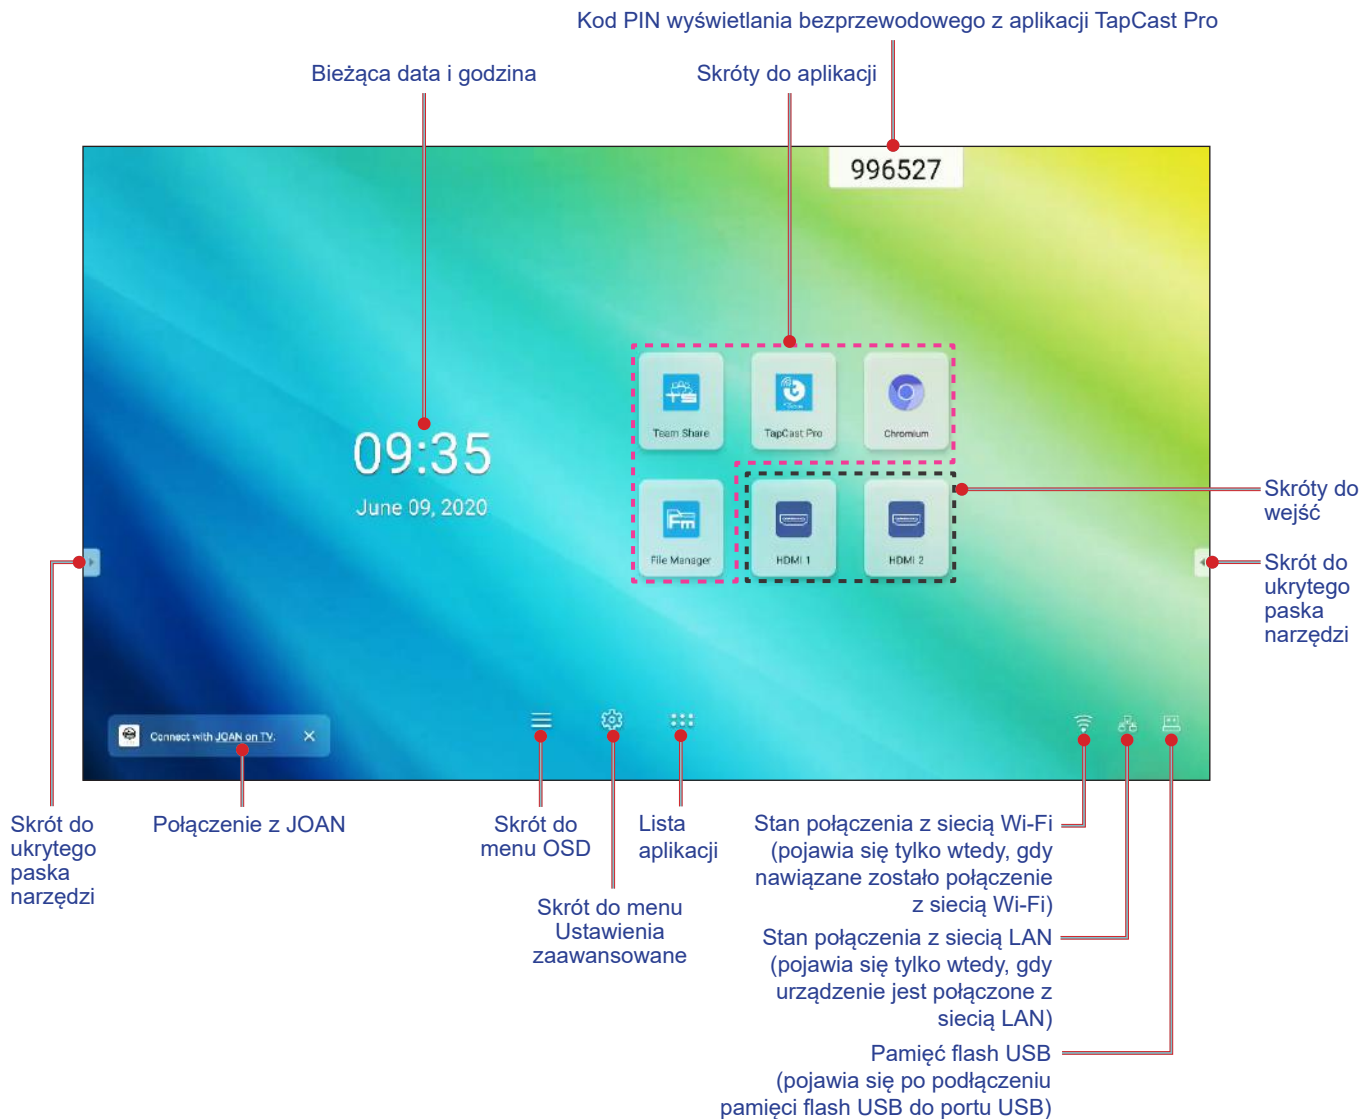 Kod PIN wyświetlania bezprzewodowego z aplikacji TapCast Pro
Bieżąca data i godzina
Skróty do aplikacji
996527
Team Share
TapCast Pro
Chromium
09:35
June 09, 2020
File Manager
HDMI 1
HDMI 2
Skróty do
wejść
Skrót do
ukrytego
paska
narzędzi
Connect with JOAN on TV.
Skrót do
ukrytego
paska
narzędzi
Połączenie z JOAN
Skrót do
menu OSD
Skrót do menu
Ustawienia
zaawansowane
Lista
aplikacji
Stan połączenia z siecią Wi-Fi
(pojawia się tylko wtedy, gdy
nawiązane zostało połączenie
z siecią Wi-Fi)
Stan połączenia z siecią LAN
(pojawia się tylko wtedy, gdy
urządzenie jest połączone z
siecią LAN)
Pamięć flash USB
(pojawia się po podłączeniu
pamięci flash USB do portu USB)